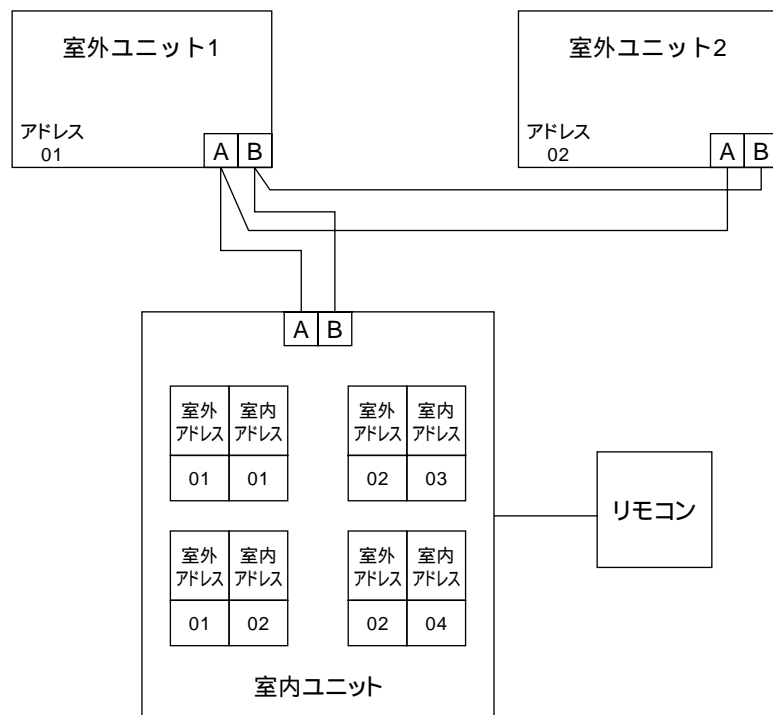 室外ユニット1
アドレス
01
A B
室外ユニット2
アドレス
02
A B
A B
室外 室内
アドレス アドレス
01 01
室外 室内
アドレス アドレス
02 03
室外 室内
アドレス アドレス
01 02
室外 室内
アドレス アドレス
02 04
室内ユニット
リモコン